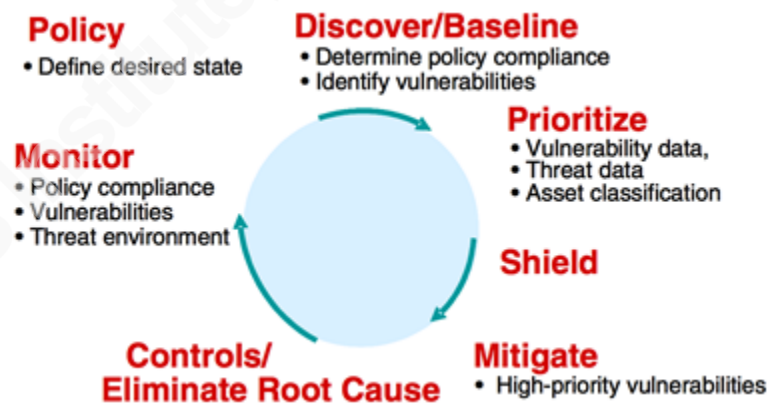 Policy
• Define desired state
Discover/Baseline
• Determine policy compliance
• Identify vulnerabilities
Prioritize
• Vulnerability data,
• Threat data
• Asset classification
Shield
Mitigate
• High-priority vulnerabilities
Controls/
Eliminate Root Cause
Monitor
• Policy compliance
• Vulnerabilities
• Threat environment